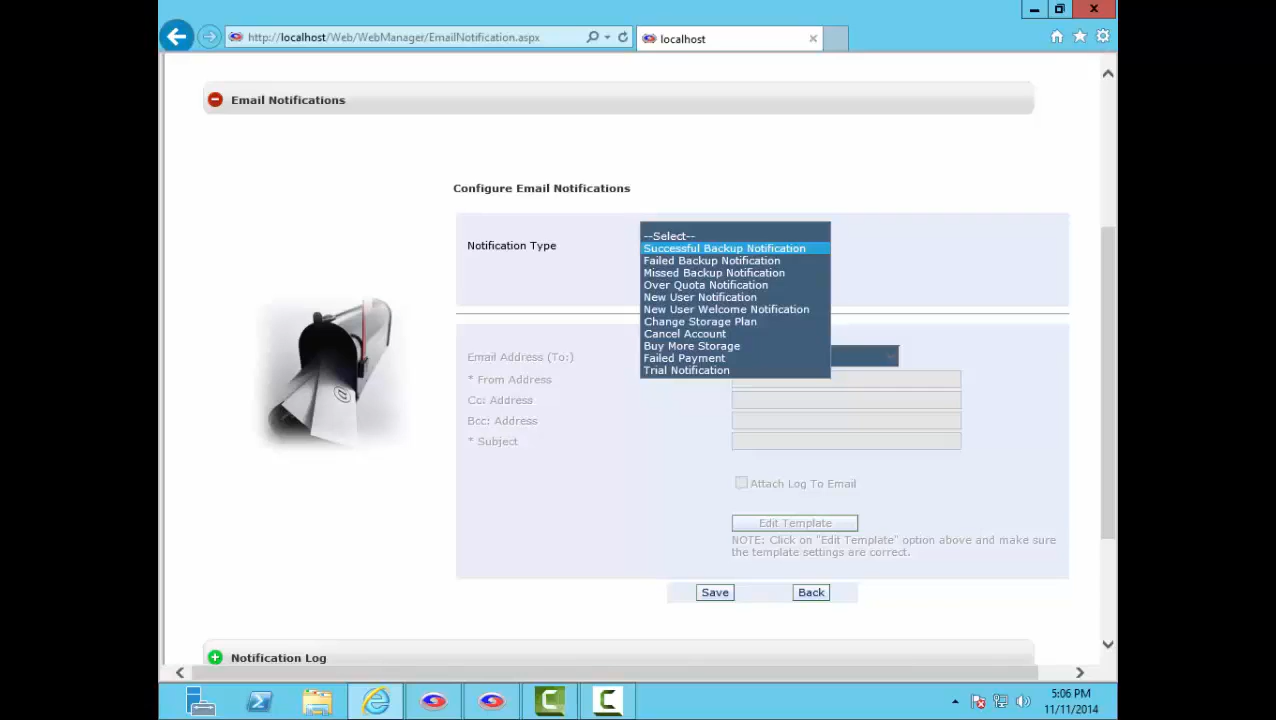 http://localhost/Web/WebManager/EmailNotification.aspx
localhost
Email Notifications
Configure Email Notifications
Notification Type
--Select--
Successful Backup Notification
Failed Backup Notification
Missed Backup Notification
Over Quota Notification
New User Notification
New User Welcome Notification
Change Storage Plan
Cancel Account
Buy More Storage
Failed Payment
Trial Notification
Email Address (To:)
* From Address
Cc: Address
Bcc: Address
* Subject
Attach Log To Email
Edit Template
NOTE: Click on "Edit Template" option above and make sure
the template settings are correct.
Save Back
Notification Log
5:06 PM
11/11/2014